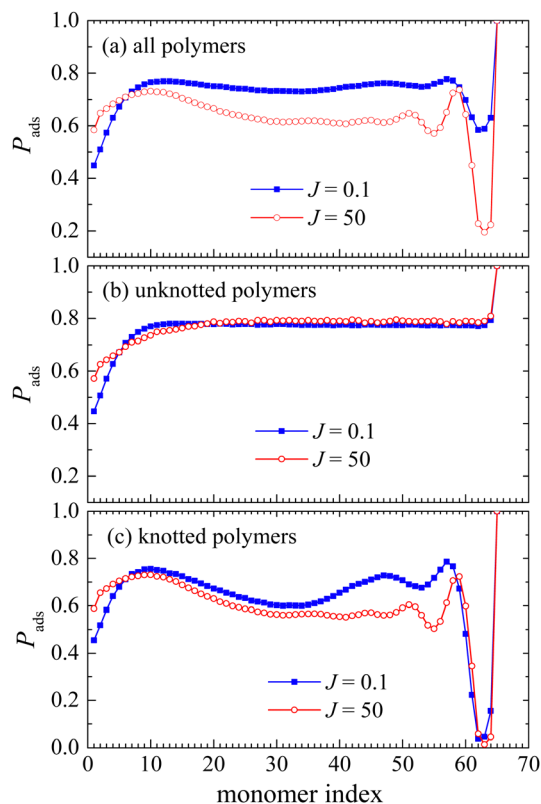 1.0
(a) all polymers
0.8
0.6
P_ads
0.4
J = 0.1
J = 50
0.2
1.0
(b) unknotted polymers
0.8
0.6
P_ads
0.4
J = 0.1
J = 50
0.2
1.0
(c) knotted polymers
0.8
0.6
P_ads
0.4
J = 0.1
0.2
J = 50
0.0
0 10 20 30 40 50 60 70
monomer index